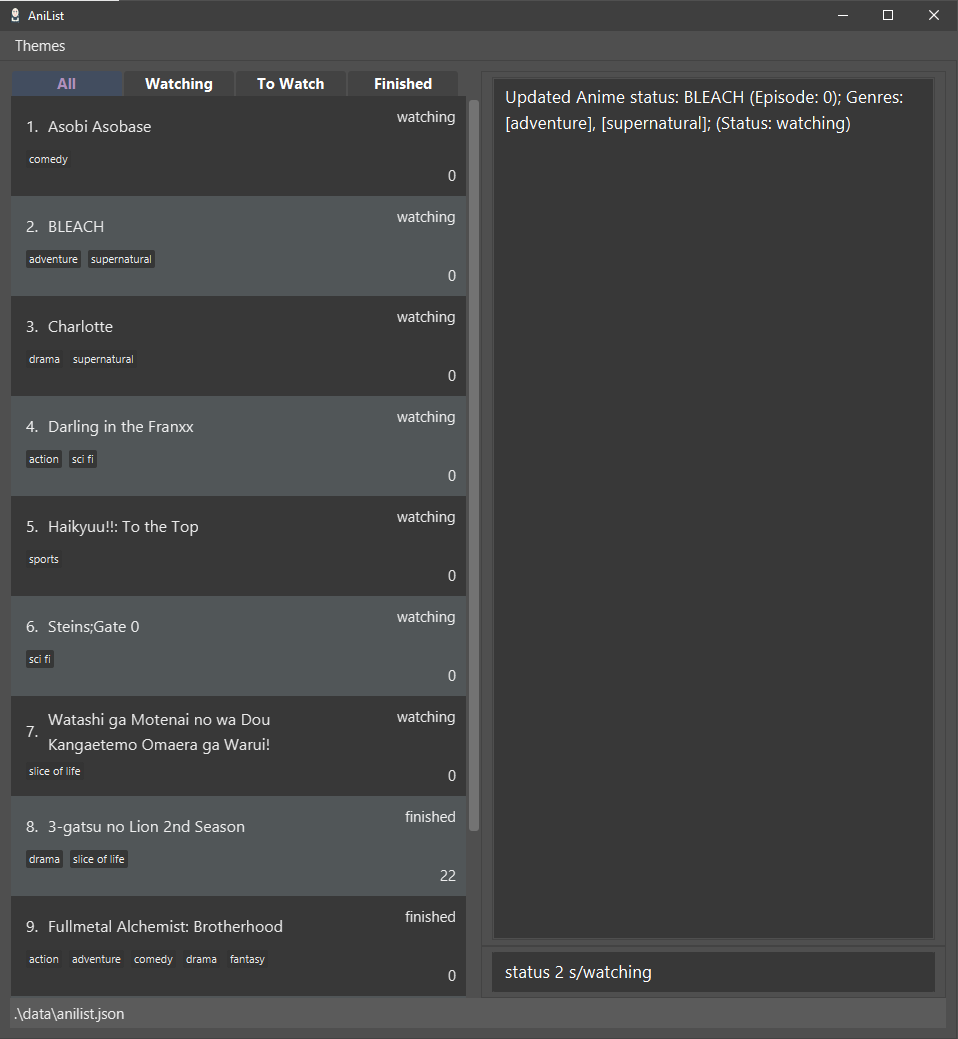 AniList
Themes
All
Watching
To Watch
Finished
1. Asobi Asobase
watching
comedy
0
2. BLEACH
watching
adventure supernatural
0
3. Charlotte
watching
drama supernatural
0
4. Darling in the Franxx
watching
action sci fi
0
5. Haikyuu!!: To the Top
watching
sports
0
6. Steins;Gate 0
watching
sci fi
0
7. Watashi ga Motenai no wa Dou
Kangaetemo Omaera ga Warui!
watching
slice of life
0
8. 3-gatsu no Lion 2nd Season
finished
drama slice of life
22
9. Fullmetal Alchemist: Brotherhood
finished
action adventure comedy drama fantasy
0
Updated Anime status: BLEACH (Episode: 0); Genres:
[adventure], [supernatural]; (Status: watching)
status 2 s/watching
.\data\anilist.json